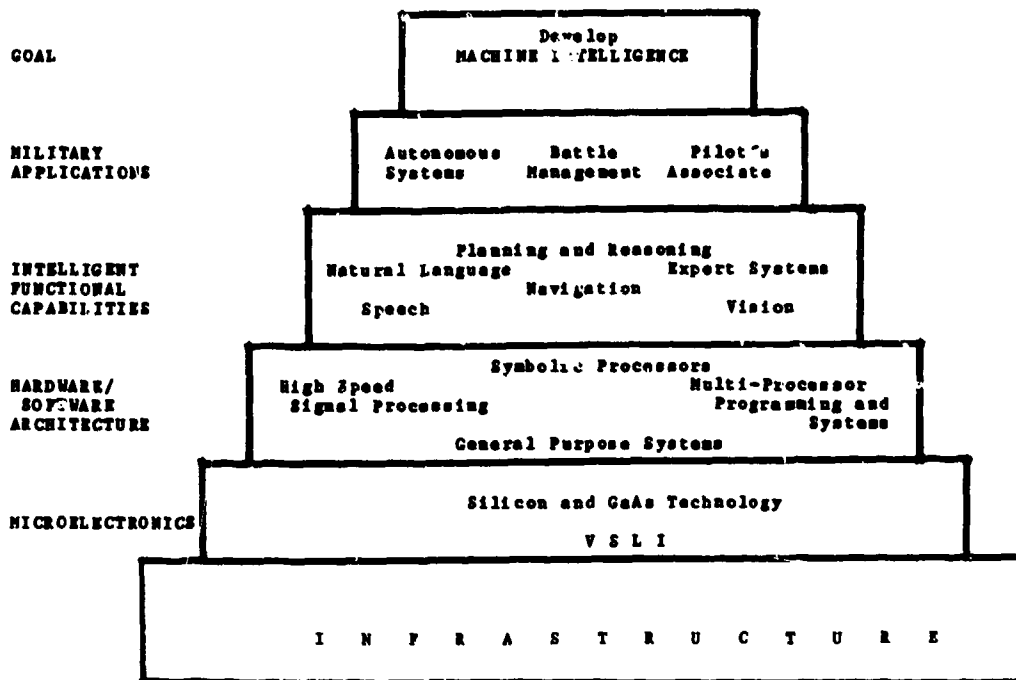 GOAL
Develop
MACHINE INTELLIGENCE
MILITARY
APPLICATIONS
Autonomous Battle Pilot's
Systems Management Associate
INTELLIGENT
FUNCTIONAL
CAPABILITIES
Planning and Reasoning
Natural Language Expert Systems
Navigation
Speech Vision
HARDWARE/
SOFTWARE
ARCHITECTURE
Symbolic Processors
High Speed Multi-Processor
Signal Processing Programming and
Systems
General Purpose Systems
MICROELECTRONICS
Silicon and GaAs Technology
V S L I
I N F R A S T R U C T U R E